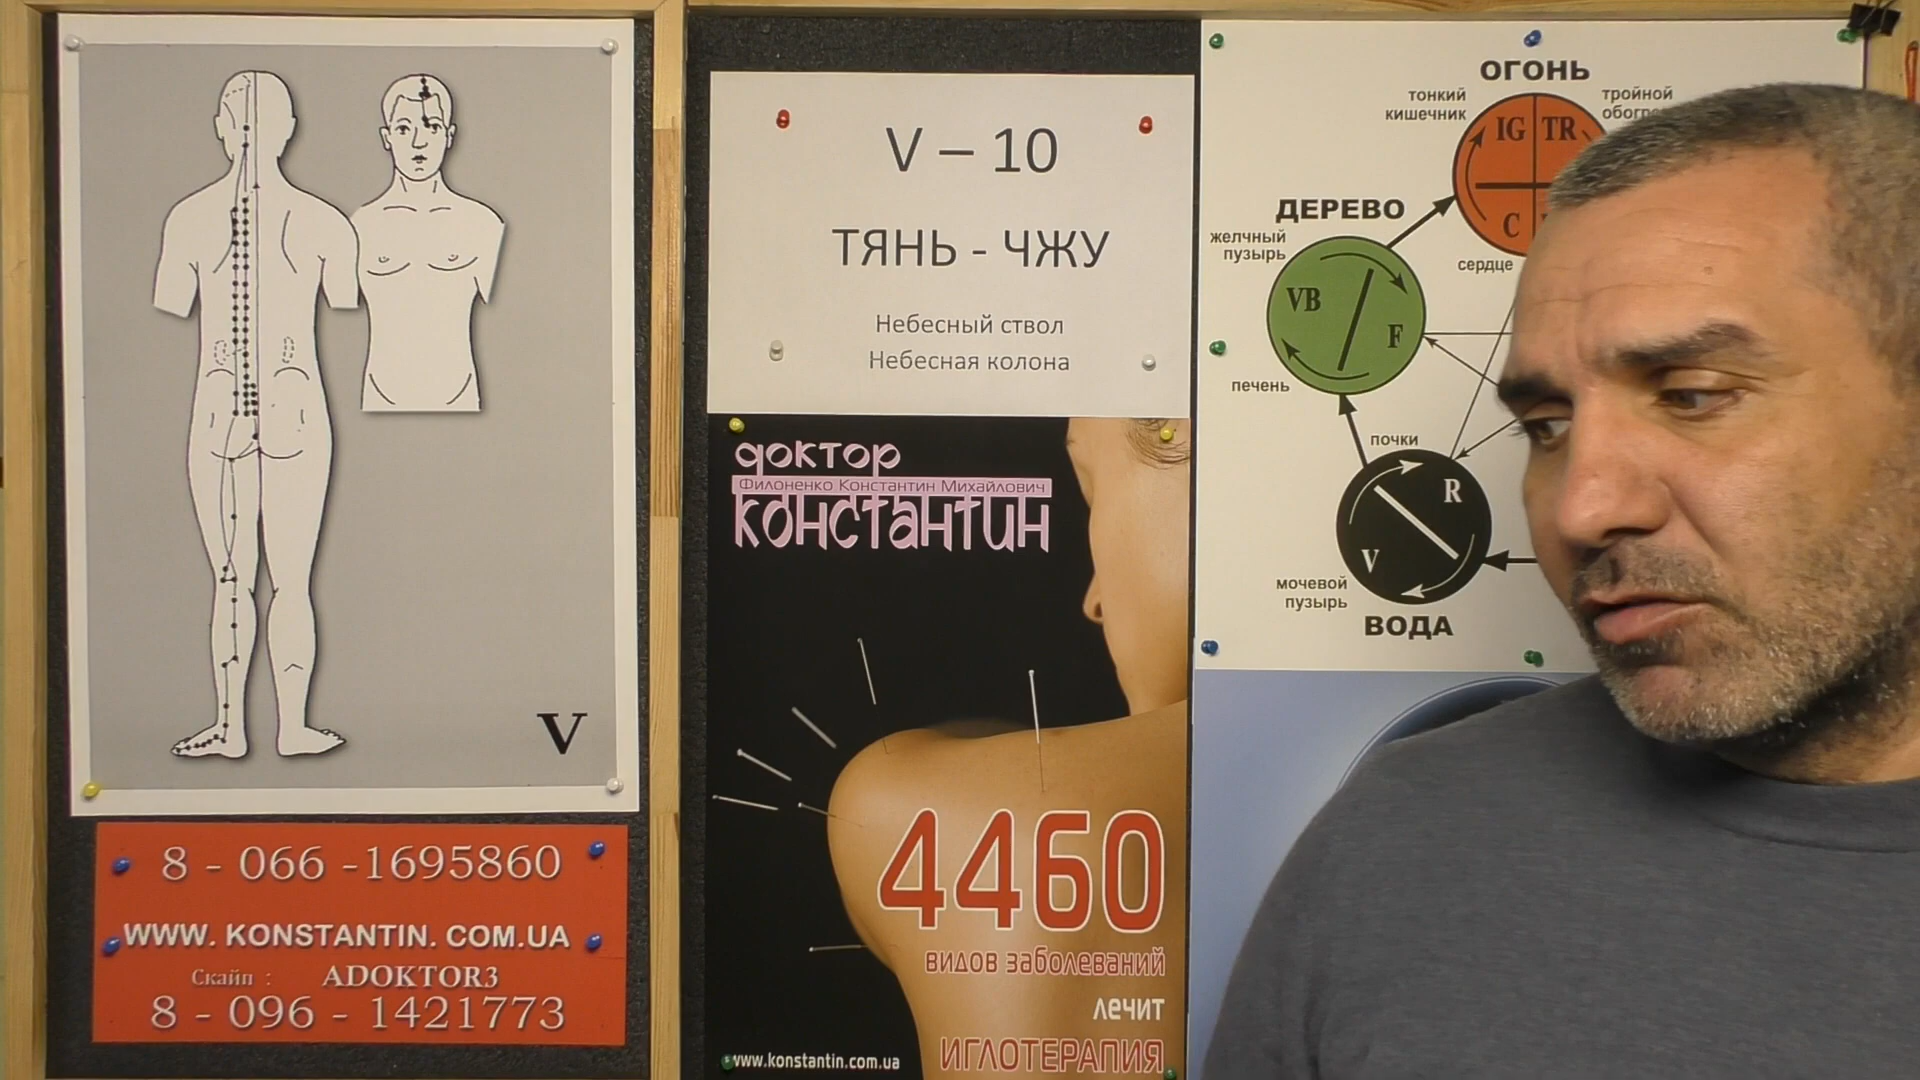 V
8 - 066 -1695860
WWW. KONSTANTIN. COM.UA
Скайп : ADOKTOR3
8 - 096 - 1421773
V – 10
ТЯНЬ - ЧЖУ
Небесный ствол
Небесная колона
доктор
Филоненко Константин Михайлович
константин
4460
видов заболеваний
лечит
ИГЛОТЕРАПИЯ
www.konstantin.com.ua
ОГОНЬ
тонкий
кишечник
тройной
IG TR
C
сердце
ДЕРЕВО
желчный
пузырь
VB
F
печень
почки
R
V
мочевой
пузырь
ВОДА